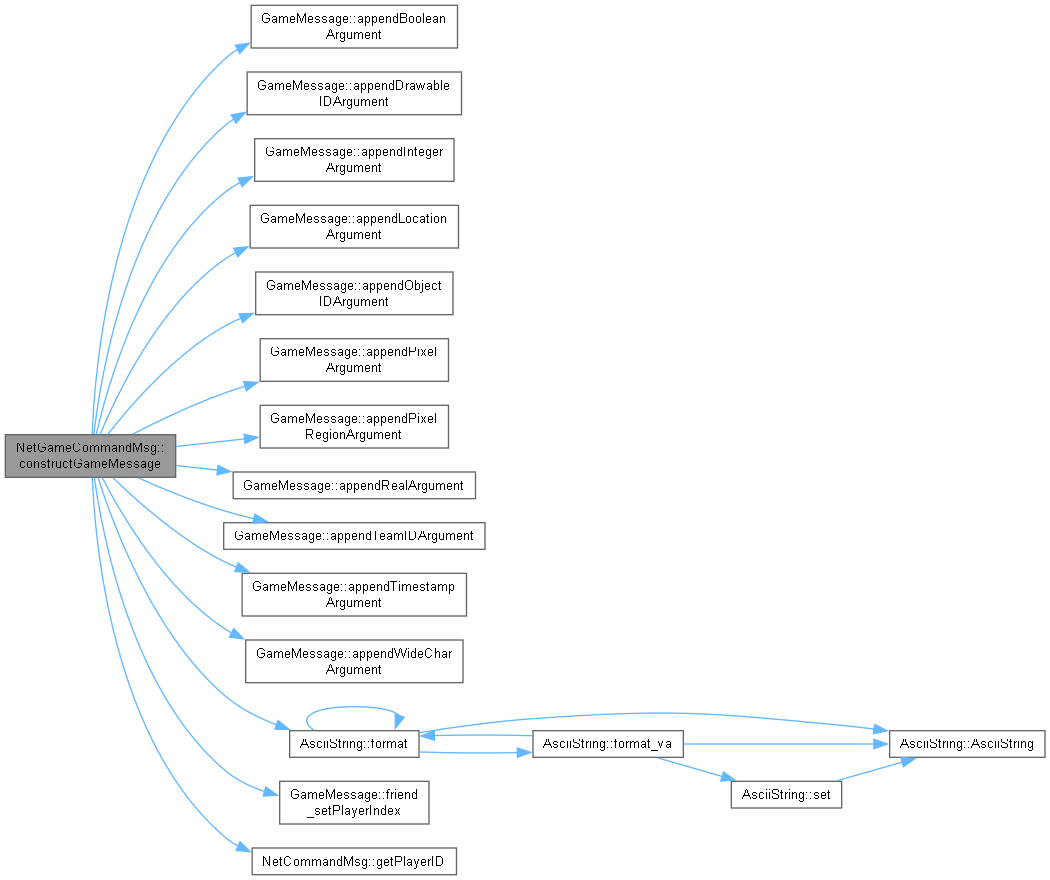 GameMessage::appendBoolean
Argument
GameMessage::appendDrawable
IDArgument
GameMessage::appendInteger
Argument
GameMessage::appendLocation
Argument
GameMessage::appendObject
IDArgument
GameMessage::appendPixel
Argument
GameMessage::appendPixel
RegionArgument
NetGameCommandMsg::
constructGameMessage
GameMessage::appendRealArgument
GameMessage::appendTeamIDArgument
GameMessage::appendTimestamp
Argument
GameMessage::appendWideChar
Argument
AsciiString::format
AsciiString::format_va
AsciiString::AsciiString
AsciiString::set
GameMessage::friend
_setPlayerIndex
NetCommandMsg::getPlayerID